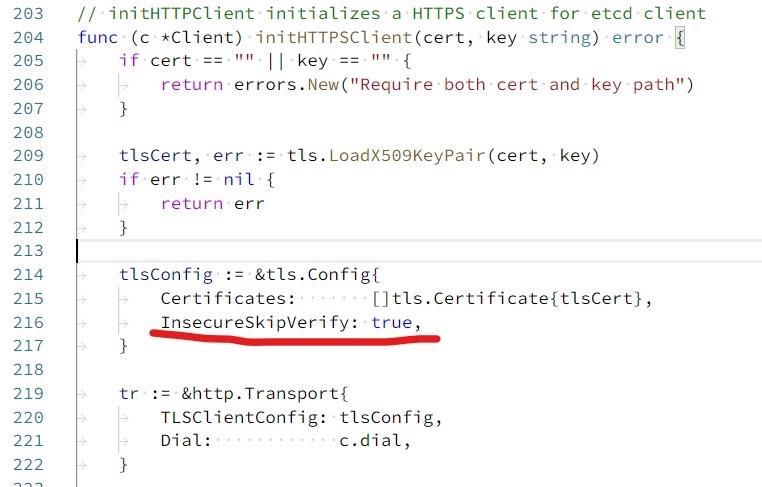 203 // initHTTPClient initializes a HTTPS client for etcd client
204 func (c *Client) initHTTPSClient(cert, key string) error {
205 if cert == "" || key == "" {
206 return errors.New("Require both cert and key path")
207 }
208
209 tlsCert, err := tls.LoadX509KeyPair(cert, key)
210 if err != nil {
211 return err
212 }
213
214 tlsConfig := &tls.Config{
215 Certificates: []tls.Certificate{tlsCert},
216 InsecureSkipVerify: true,
217 }
218
219 tr := &http.Transport{
220 TLSClientConfig: tlsConfig,
221 Dial: c.dial,
222 }